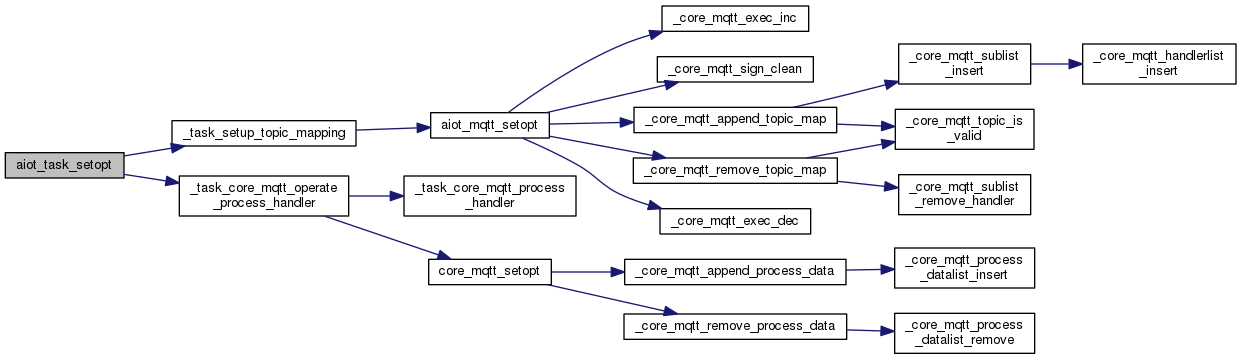 _core_mqtt_exec_inc
_core_mqtt_sign_clean
_core_mqtt_sublist
_insert
_core_mqtt_handlerlist
_insert
_task_setup_topic_mapping
aiot_mqtt_setopt
_core_mqtt_append_topic_map
_core_mqtt_topic_is
_valid
aiot_task_setopt
_core_mqtt_remove_topic_map
_task_core_mqtt_operate
_process_handler
_task_core_mqtt_process
_handler
_core_mqtt_sublist
_remove_handler
_core_mqtt_exec_dec
core_mqtt_setopt
_core_mqtt_append_process_data
_core_mqtt_process
_datalist_insert
_core_mqtt_remove_process_data
_core_mqtt_process
_datalist_remove